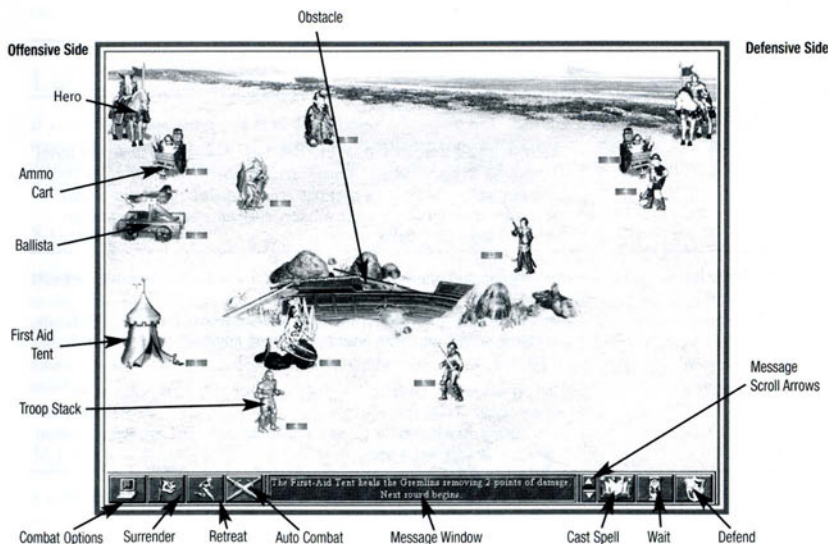 Obstacle
Offensive Side
Defensive Side
Hero
Ammo
Cart
Ballista
First Aid
Tent
Troop Stack
Message
Scroll Arrows
The First-Aid Tent heals the Gremlins removing 2 points of damage.
Next round begins.
Combat Options
Surrender
Retreat
Auto Combat
Message Window
Cast Spell
Wait
Defend